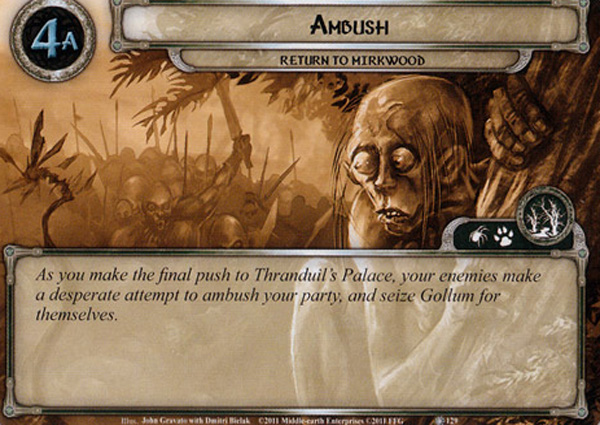 4A
Ambush
Return to Mirkwood
As you make the final push to Thranduil's Palace, your enemies make
a desperate attempt to ambush your party, and seize Gollum for
themselves.
Illus. John Gravato with Dmitri Bielak ©2011 Middle-earth Enterprises ©2011 FFG 129